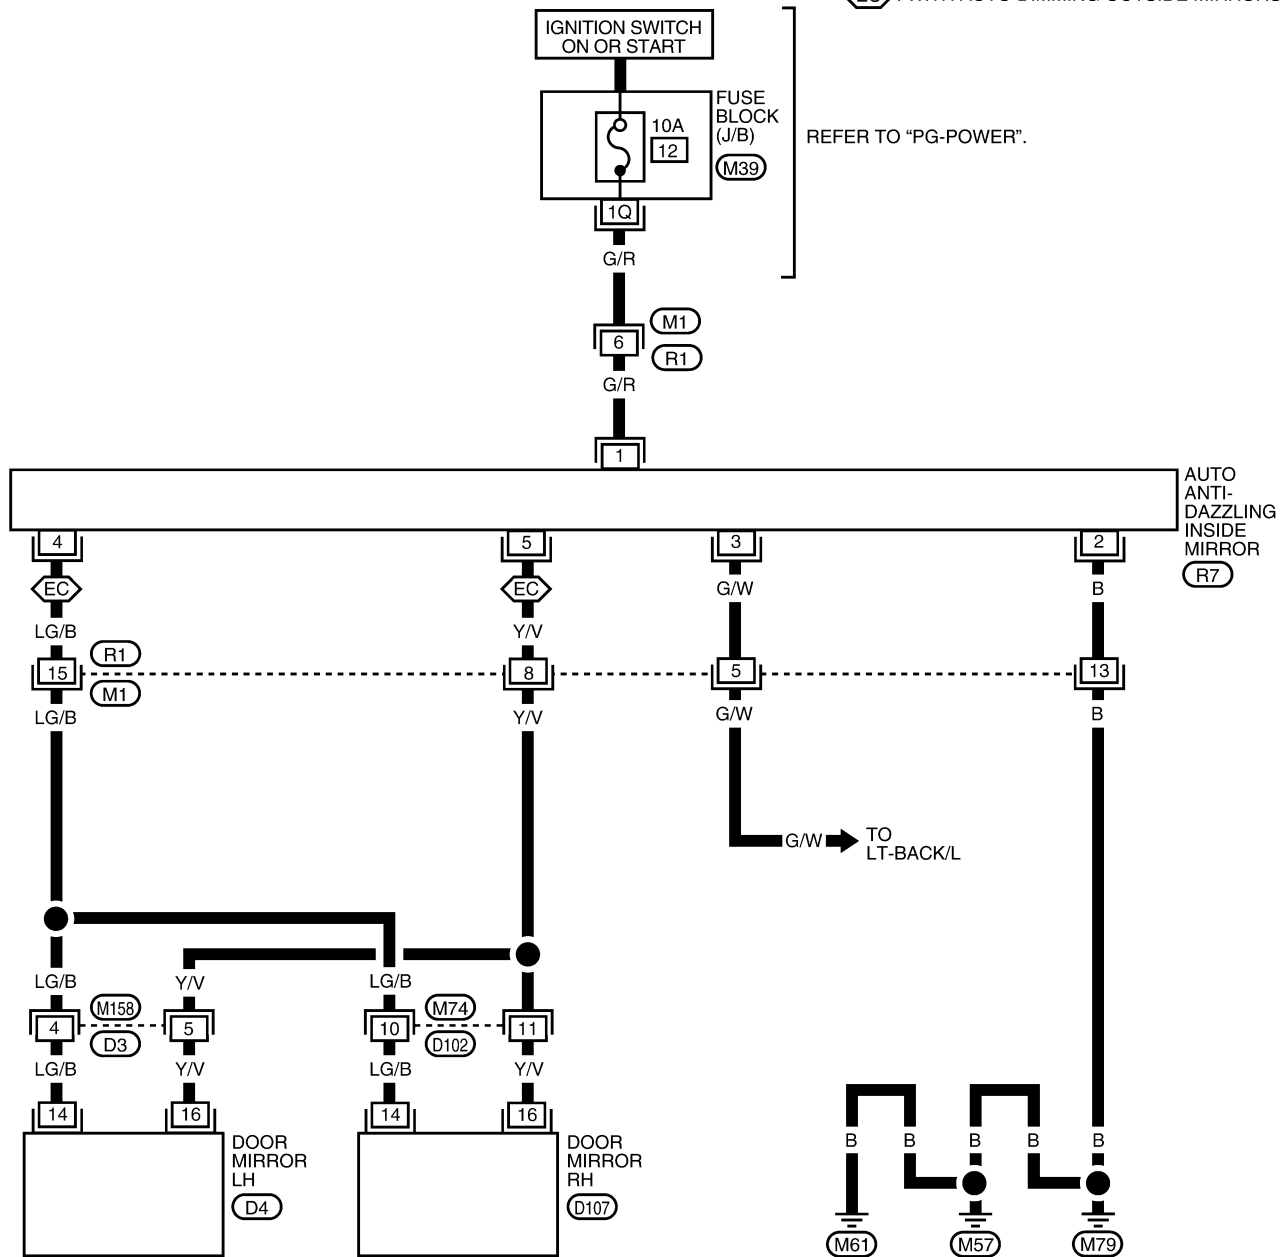 EC
IGNITION SWITCH
ON OR START
FUSE
BLOCK
(J/B)
10A
12
M39
REFER TO “PG-POWER”.
1Q
G/R
M1
6
R1
G/R
1
AUTO
ANTI-
DAZZLING
INSIDE
MIRROR
R7
4
5
3
2
EC
EC
G/W
B
LG/B
Y/V
R1
15
8
5
13
M1
LG/B
Y/V
G/W
B
G/W
TO
LT-BACK/L
LG/B
Y/V
LG/B
M158
M74
4
5
10
11
D3
D102
LG/B
Y/V
LG/B
Y/V
14
16
14
16
DOOR
MIRROR
LH
D4
DOOR
MIRROR
RH
D107
B
B
B
B
B
M61
M57
M79